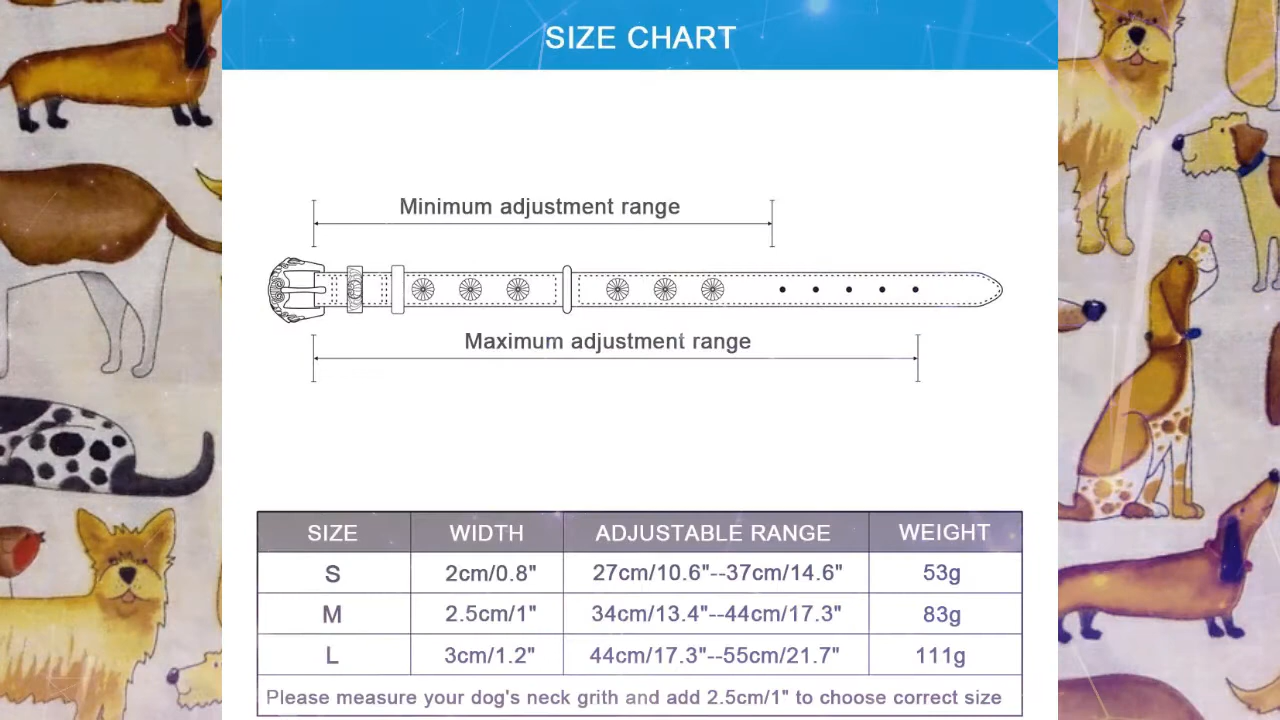 SIZE CHART
Minimum adjustment range
Maximum adjustment range
SIZE WIDTH ADJUSTABLE RANGE WEIGHT
S 2cm/0.8" 27cm/10.6"--37cm/14.6" 53g
M 2.5cm/1" 34cm/13.4"--44cm/17.3" 83g
L 3cm/1.2" 44cm/17.3"--55cm/21.7" 111g
Please measure your dog's neck grith and add 2.5cm/1" to choose correct size